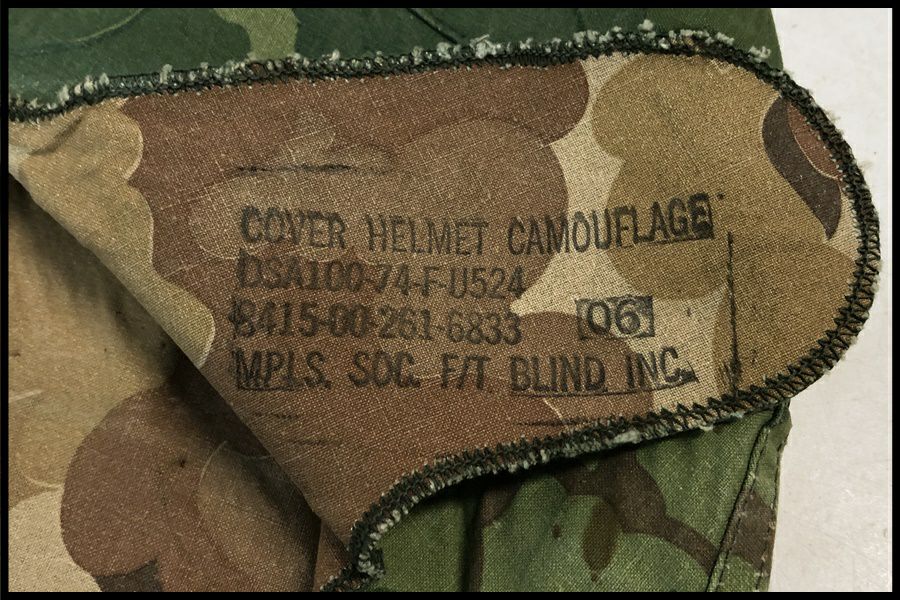 COVER HELMET CAMOUFLAGE
DSA100-74-F-U524
8415-00-261-6833 06
MPLS. SOC. F/T BLIND INC.